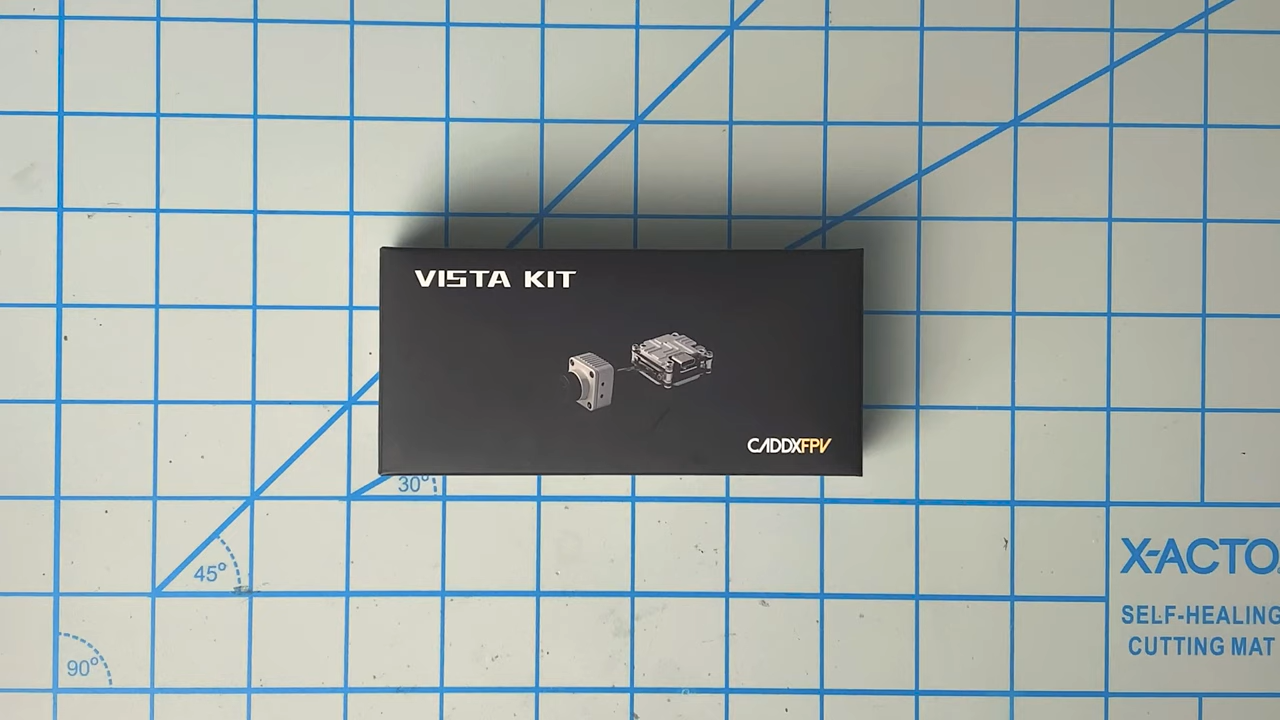 VISTA KIT
CADDXFPV
30°
45°
90°
X-ACTO
SELF-HEALING
CUTTING MAT